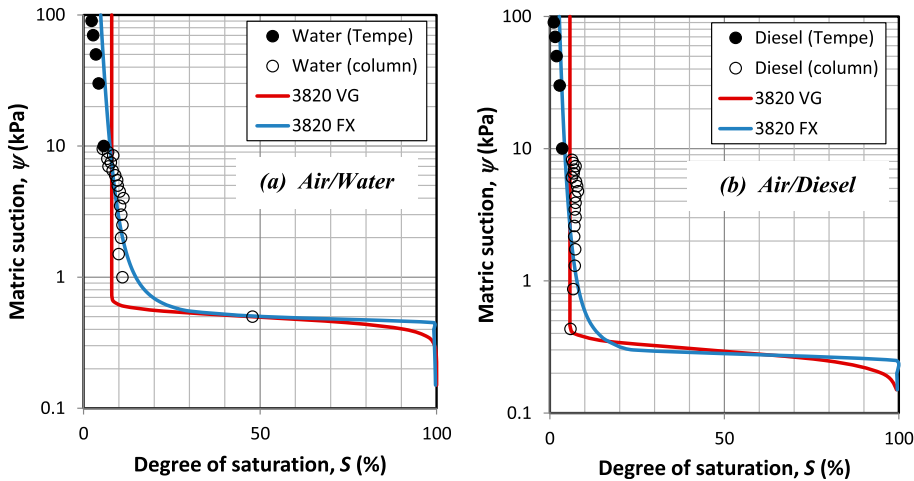 100
10
1
0.1
Matric suction, ψ (kPa)
Water (Tempe)
Water (column)
3820 VG
3820 FX
(a) Air/Water
0
50
100
Degree of saturation, S (%)
100
10
1
0.1
Matric suction, ψ (kPa)
Diesel (Tempe)
Diesel (column)
3820 VG
3820 FX
(b) Air/Diesel
0
50
100
Degree of saturation, S (%)